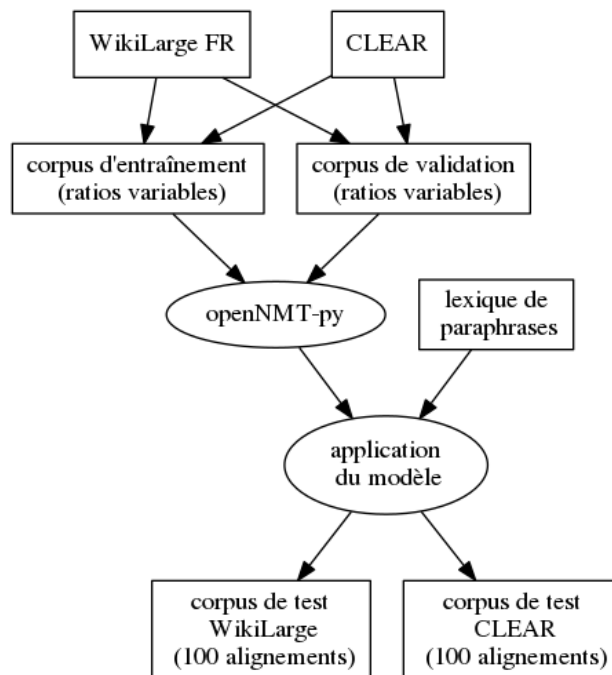 WikiLarge FR
CLEAR
corpus d'entraînement
(ratios variables)
corpus de validation
(ratios variables)
openNMT-py
lexique de
paraphrases
application
du modèle
corpus de test
WikiLarge
(100 alignements)
corpus de test
CLEAR
(100 alignements)